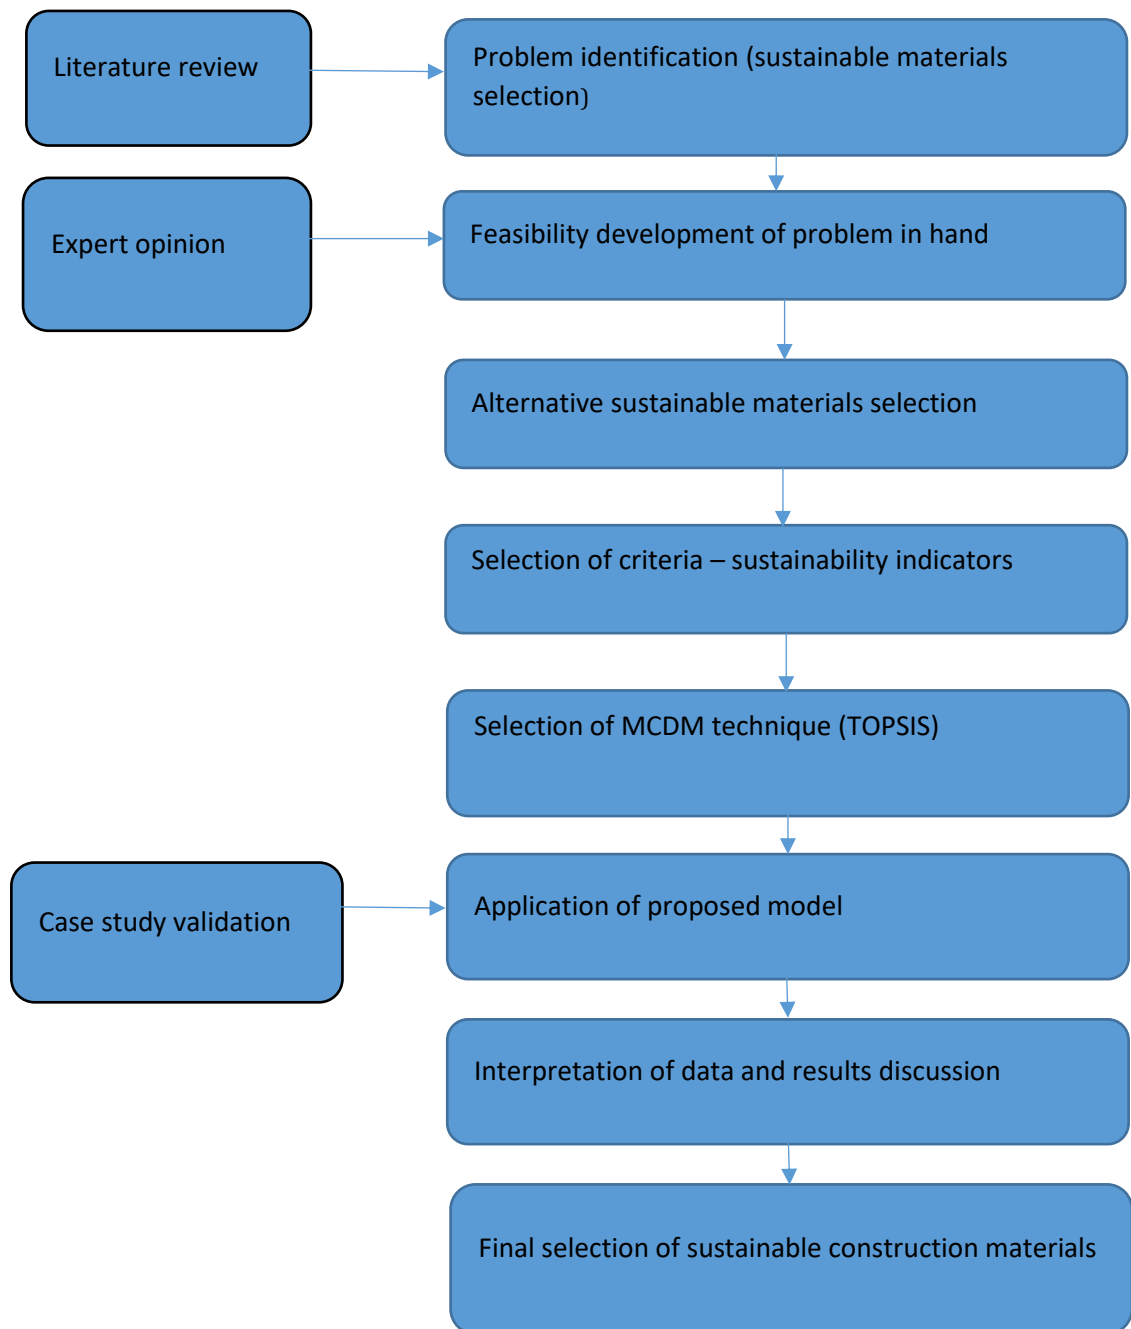 Literature review
Problem identification (sustainable materials
selection)
Expert opinion
Feasibility development of problem in hand
Alternative sustainable materials selection
Selection of criteria – sustainability indicators
Selection of MCDM technique (TOPSIS)
Case study validation
Application of proposed model
Interpretation of data and results discussion
Final selection of sustainable construction materials